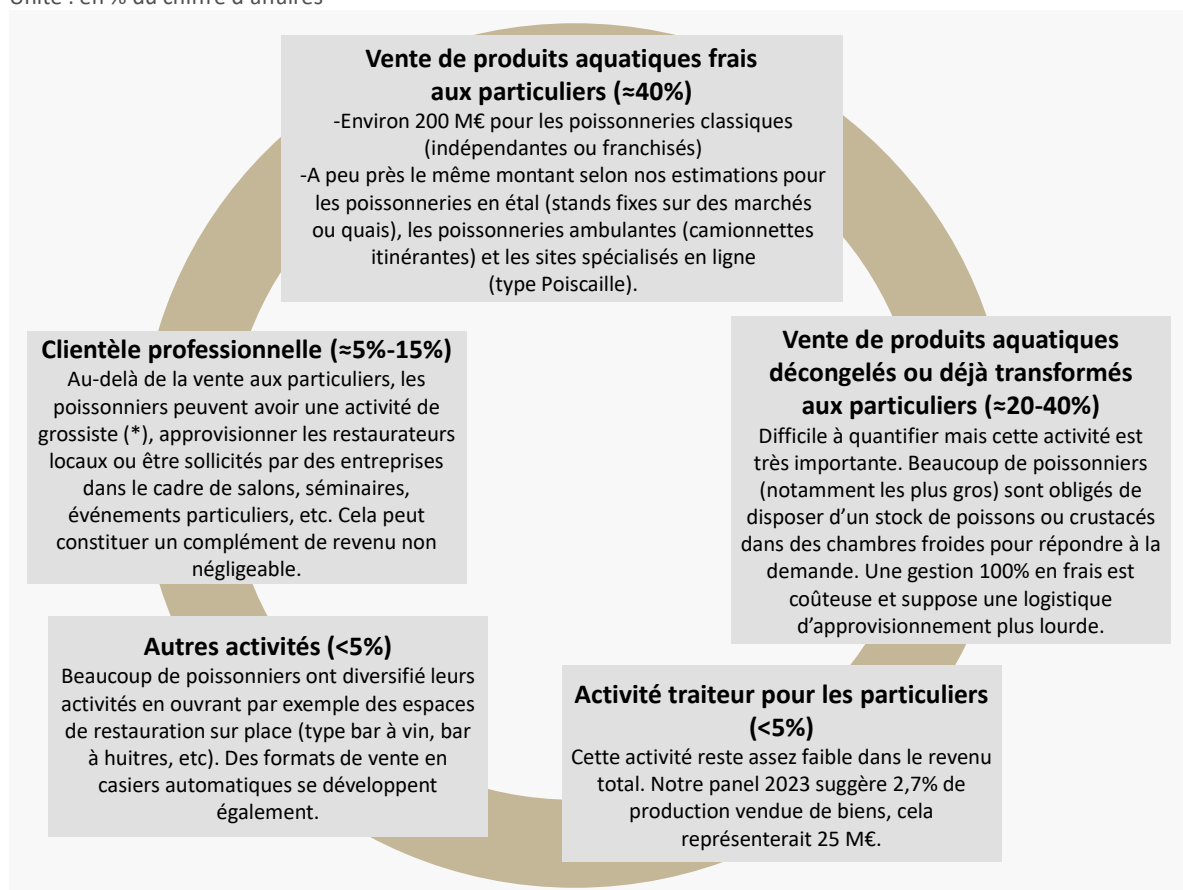 Unité : en % du chiffre d'affaires
Vente de produits aquatiques frais
aux particuliers (≈40%)
-Environ 200 M€ pour les poissonneries classiques
(indépendantes ou franchisés)
-A peu près le même montant selon nos estimations pour
les poissonneries en étal (stands fixes sur des marchés
ou quais), les poissonneries ambulantes (camionnettes
itinérantes) et les sites spécialisés en ligne
(type Poiscaille).
Clientèle professionnelle (≈5%-15%)
Au-delà de la vente aux particuliers, les
poissonniers peuvent avoir une activité de
grossiste (*), approvisionner les restaurateurs
locaux ou être sollicités par des entreprises
dans le cadre de salons, séminaires,
événements particuliers, etc. Cela peut
constituer un complément de revenu non
négligeable.
Vente de produits aquatiques
décongelés ou déjà transformés
aux particuliers (≈20-40%)
Difficile à quantifier mais cette activité est
très importante. Beaucoup de poissonniers
(notamment les plus gros) sont obligés de
disposer d'un stock de poissons ou crustacés
dans des chambres froides pour répondre à la
demande. Une gestion 100% en frais est
coûteuse et suppose une logistique
d'approvisionnement plus lourde.
Autres activités (<5%)
Beaucoup de poissonniers ont diversifié leurs
activités en ouvrant par exemple des espaces
de restauration sur place (type bar à vin, bar
à huitres, etc). Des formats de vente en
casiers automatiques se développent
également.
Activité traiteur pour les particuliers
(<5%)
Cette activité reste assez faible dans le revenu
total. Notre panel 2023 suggère 2,7% de
production vendue de biens, cela
représenterait 25 M€.